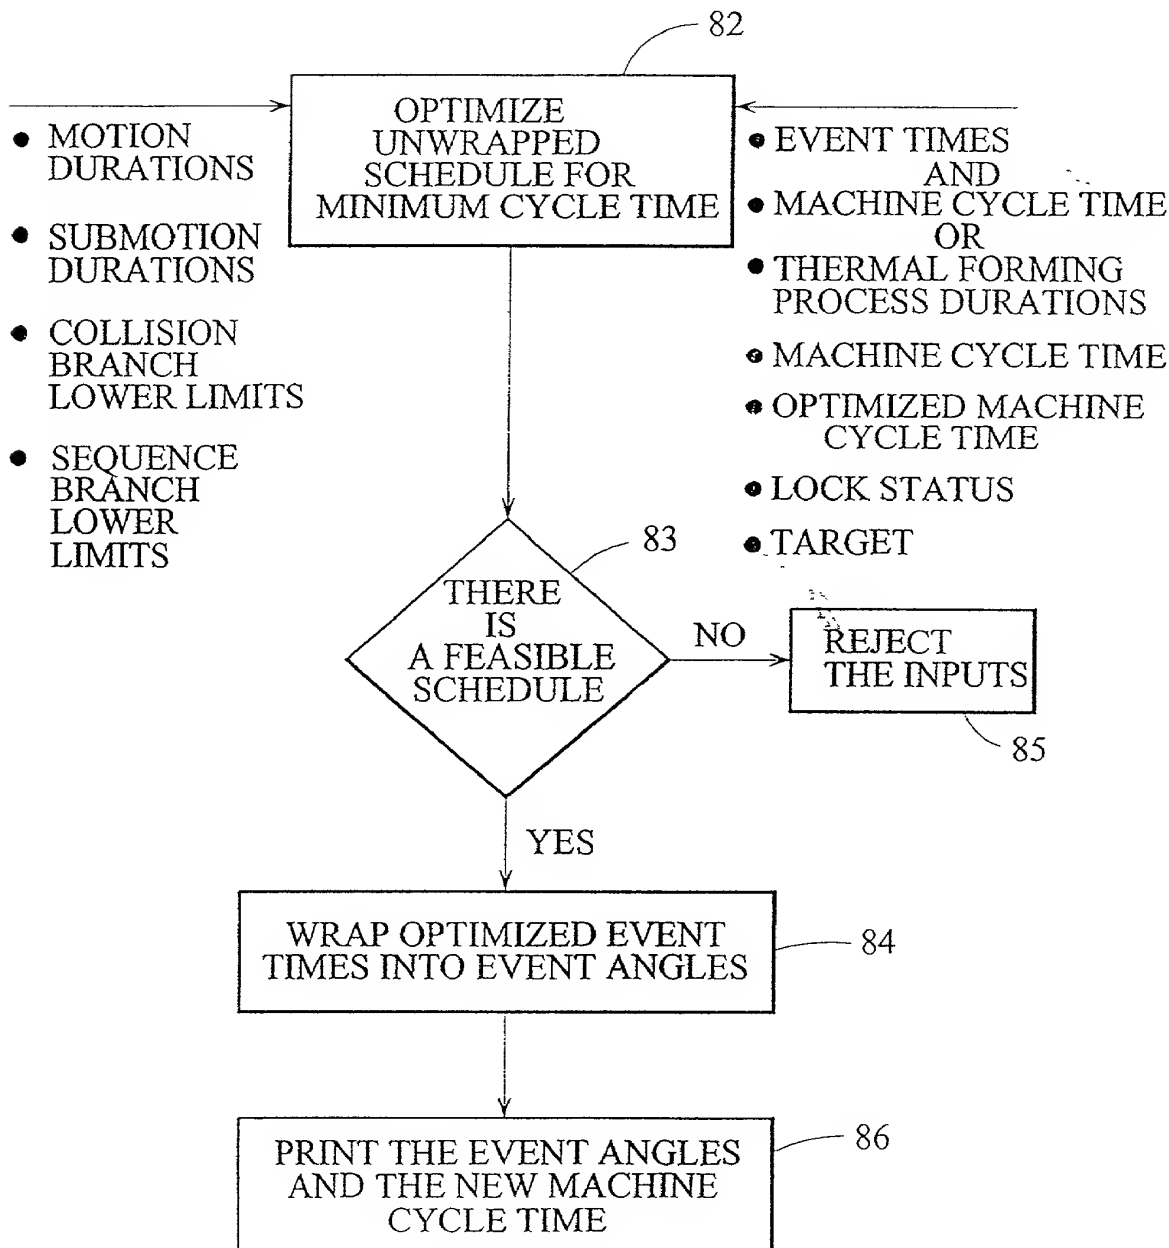 82
OPTIMIZE
UNWRAPPED
SCHEDULE FOR
MINIMUM CYCLE TIME
• MOTION
DURATIONS
• SUBMOTION
DURATIONS
• COLLISION
BRANCH
LOWER LIMITS
• SEQUENCE
BRANCH
LOWER
LIMITS
• EVENT TIMES
AND
• MACHINE CYCLE TIME
OR
• THERMAL FORMING
PROCESS DURATIONS
• MACHINE CYCLE TIME
• OPTIMIZED MACHINE
CYCLE TIME
• LOCK STATUS
• TARGET
83
THERE
IS
A FEASIBLE
SCHEDULE
NO
REJECT
THE INPUTS
85
YES
WRAP OPTIMIZED EVENT
TIMES INTO EVENT ANGLES
84
PRINT THE EVENT ANGLES
AND THE NEW MACHINE
CYCLE TIME
86